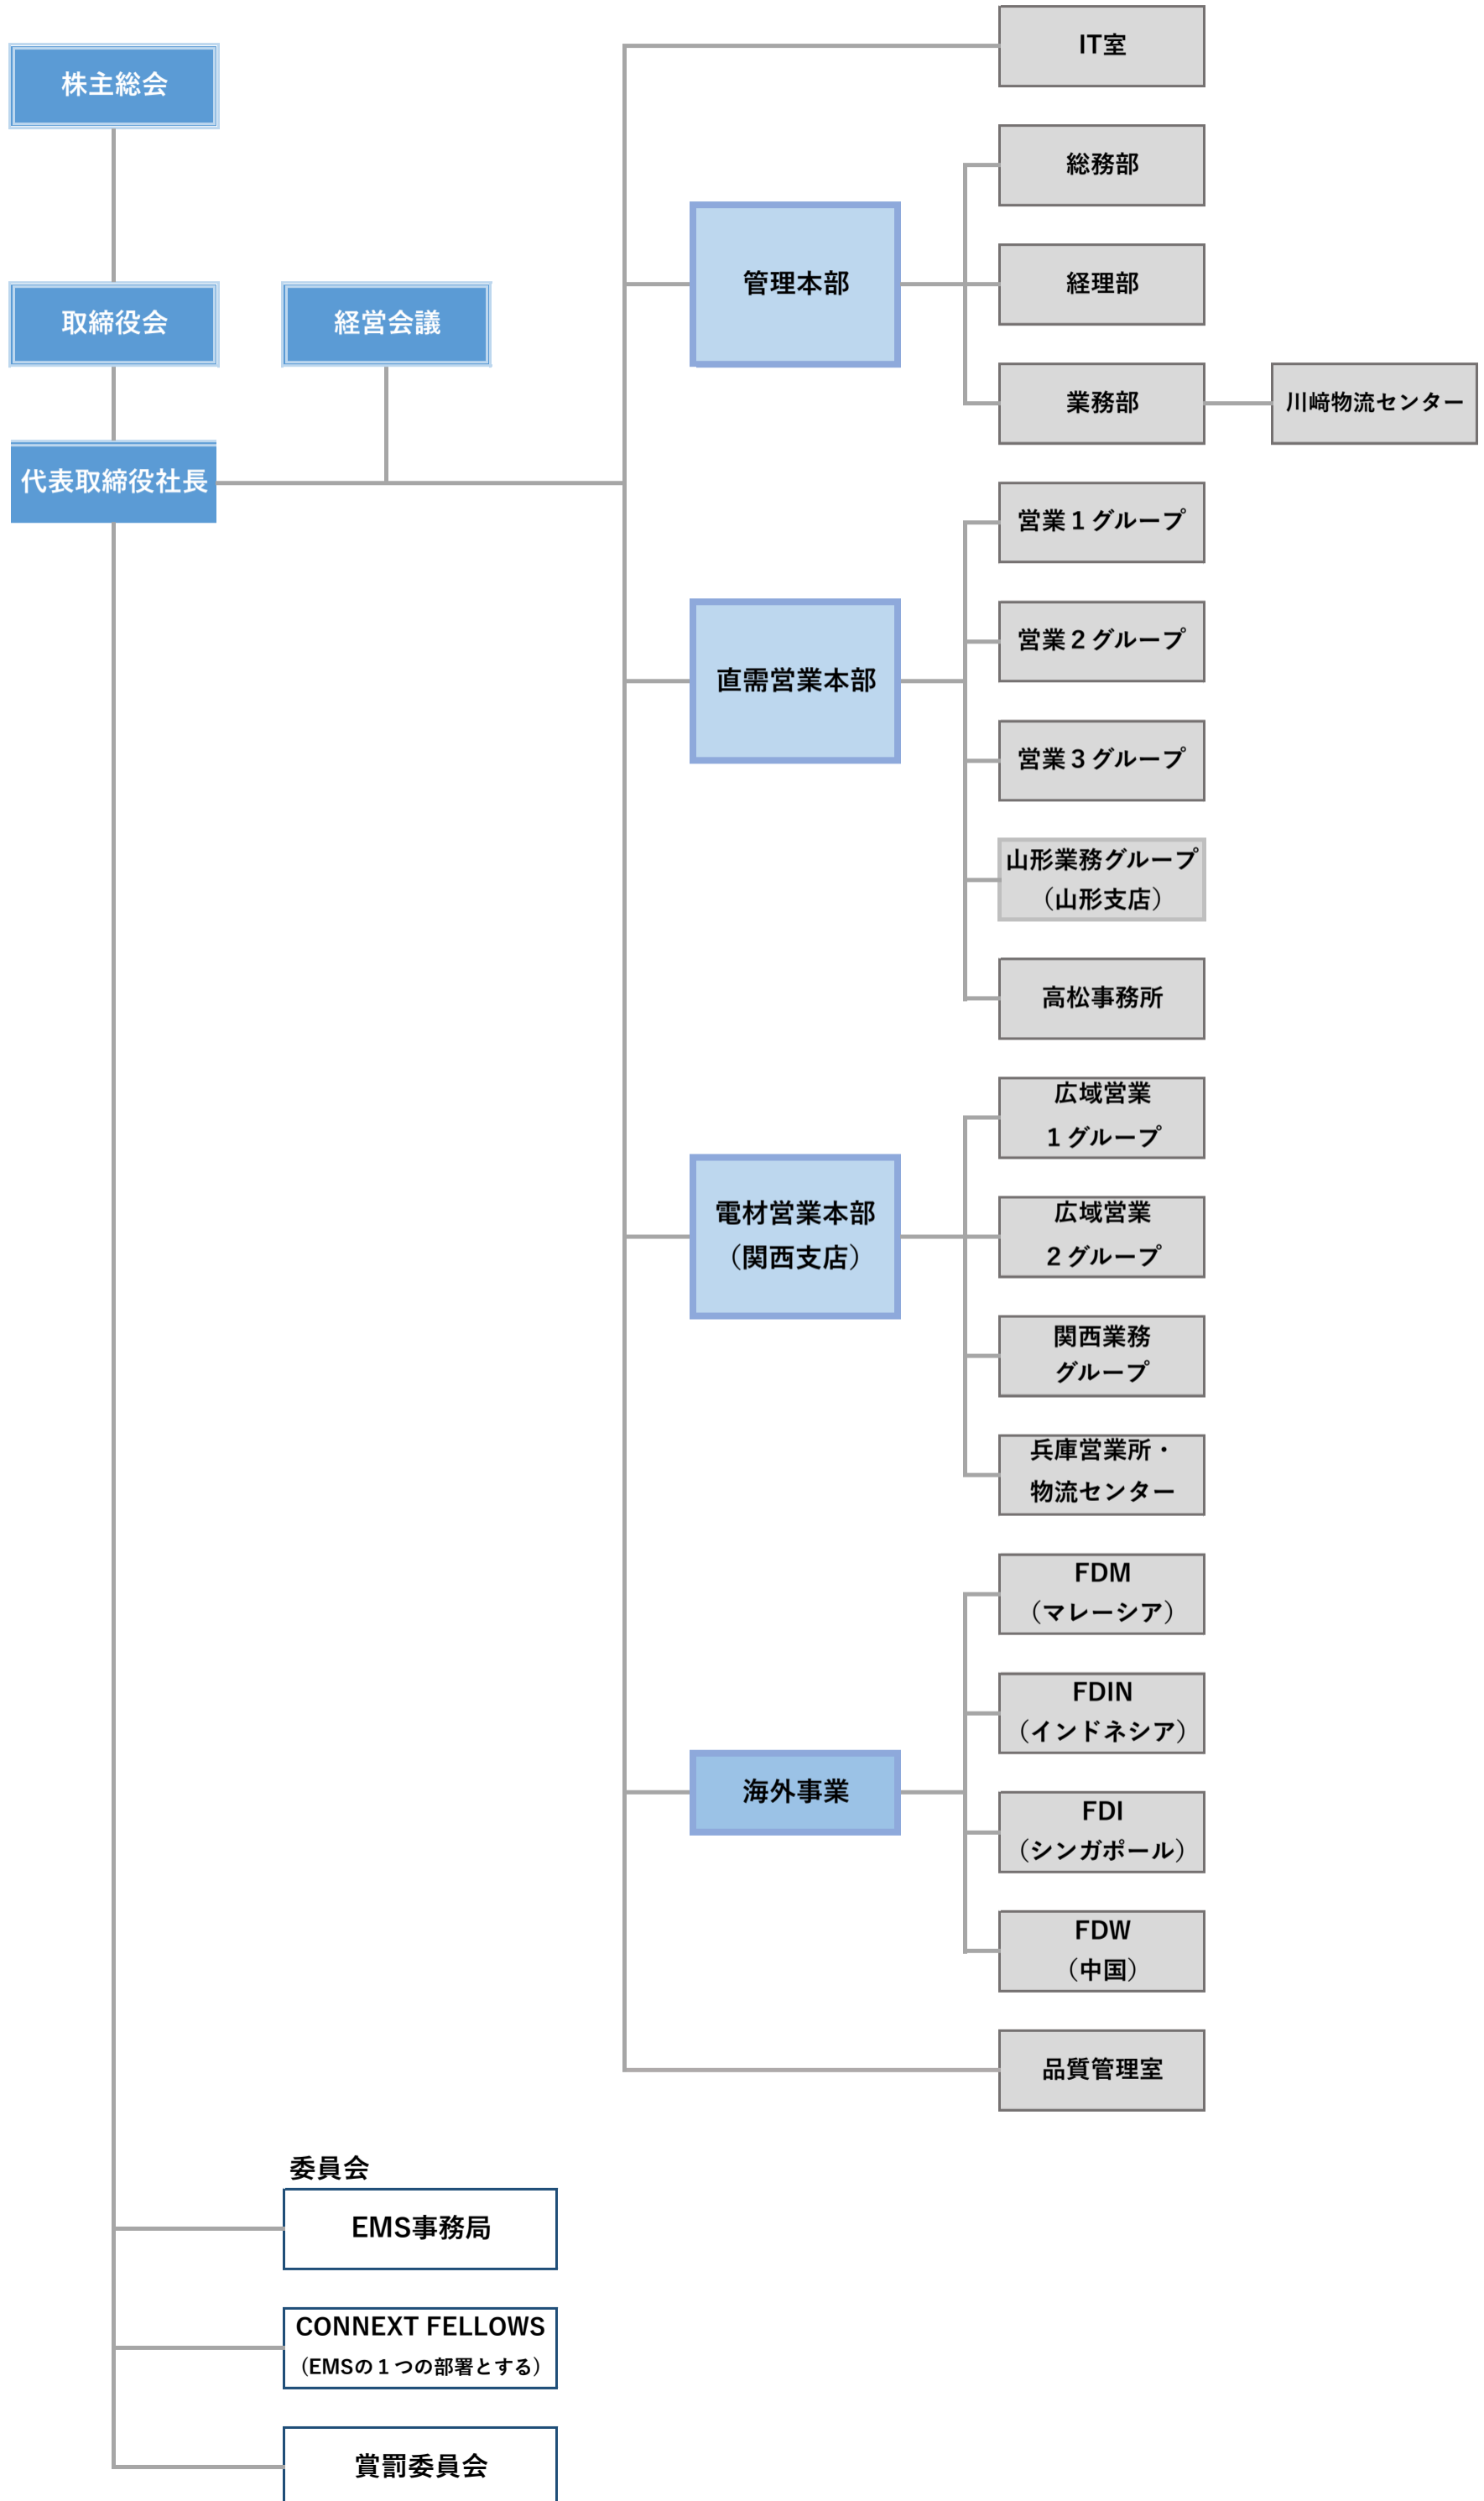 株主総会
取締役会
経営会議
代表取締役社長
IT室
管理本部
総務部
経理部
業務部
川﨑物流センター
直需営業本部
営業1グループ
営業2グループ
営業3グループ
山形業務グループ
（山形支店）
高松事務所
電材営業本部
（関西支店）
広域営業
1グループ
広域営業
2グループ
関西業務
グループ
兵庫営業所・
物流センター
海外事業
FDM
（マレーシア）
FDIN
（インドネシア）
FDI
（シンガポール）
FDW
（中国）
品質管理室
委員会
EMS事務局
CONNEXT FELLOWS
（EMSの１つの部署とする）
賞罰委員会